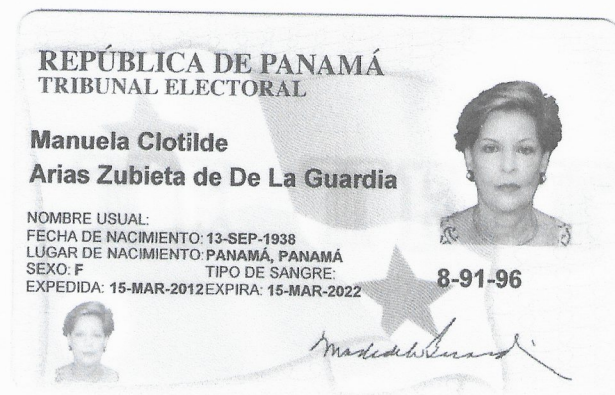 REPÚBLICA DE PANAMÁ
TRIBUNAL ELECTORAL
Manuela Clotilde
Arias Zubieta de De La Guardia
NOMBRE USUAL:
FECHA DE NACIMIENTO: 13-SEP-1938
LUGAR DE NACIMIENTO: PANAMÁ, PANAMÁ
SEXO: F TIPO DE SANGRE:
EXPEDIDA: 15-MAR-2012 EXPIRA: 15-MAR-2022
8-91-96